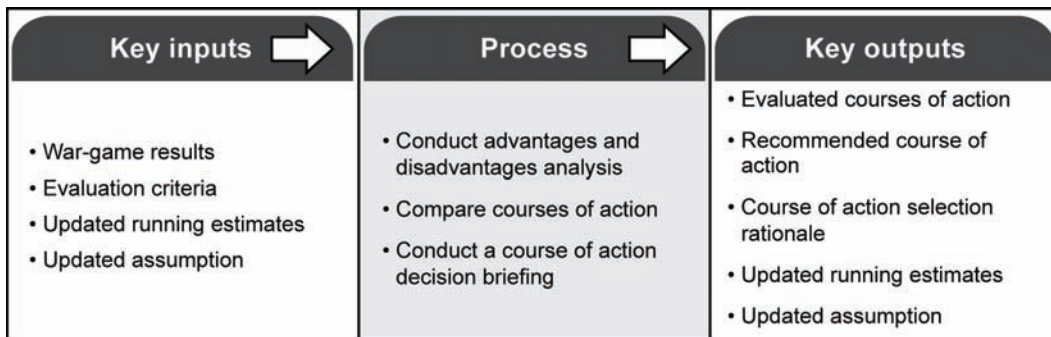 Key inputs
• War-game results
• Evaluation criteria
• Updated running estimates
• Updated assumption
Process
• Conduct advantages and
disadvantages analysis
• Compare courses of action
• Conduct a course of action
decision briefing
Key outputs
• Evaluated courses of action
• Recommended course of
action
• Course of action selection
rationale
• Updated running estimates
• Updated assumption